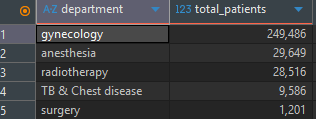 A-Z department 123 total_patients
1 gynecology 249,486
2 anesthesia 29,649
3 radiotherapy 28,516
4 TB & Chest disease 9,586
5 surgery 1,201